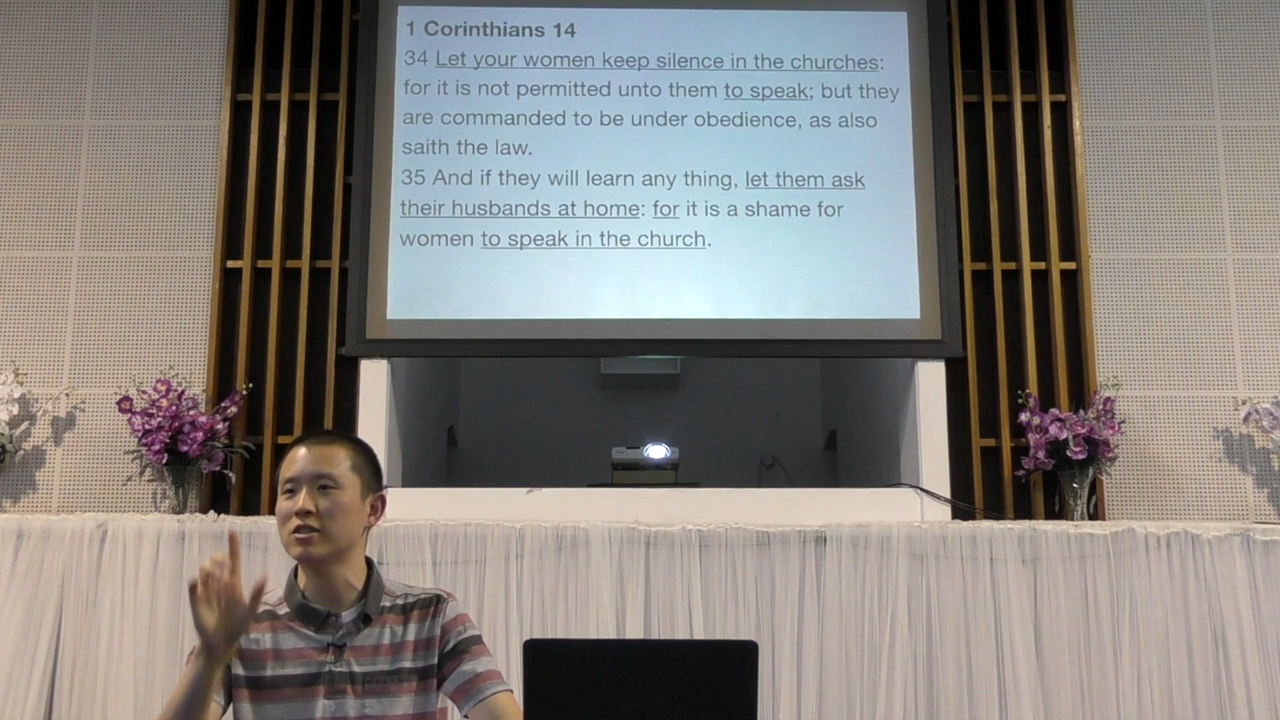 1 Corinthians 14
34 Let your women keep silence in the churches:
for it is not permitted unto them to speak; but they
are commanded to be under obedience, as also
saith the law.
35 And if they will learn any thing, let them ask
their husbands at home: for it is a shame for
women to speak in the church.